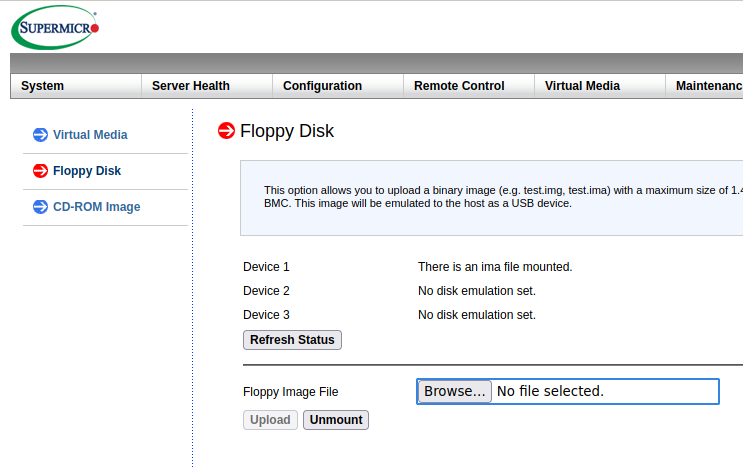 SUPERMICR
System Server Health Configuration Remote Control Virtual Media Maintenanc
Virtual Media
Floppy Disk
CD-ROM Image
Floppy Disk
This option allows you to upload a binary image (e.g. test.img, test.ima) with a maximum size of 1.4
BMC. This image will be emulated to the host as a USB device.
Device 1 There is an ima file mounted.
Device 2 No disk emulation set.
Device 3 No disk emulation set.
Refresh Status
Floppy Image File Browse... No file selected.
Upload Unmount